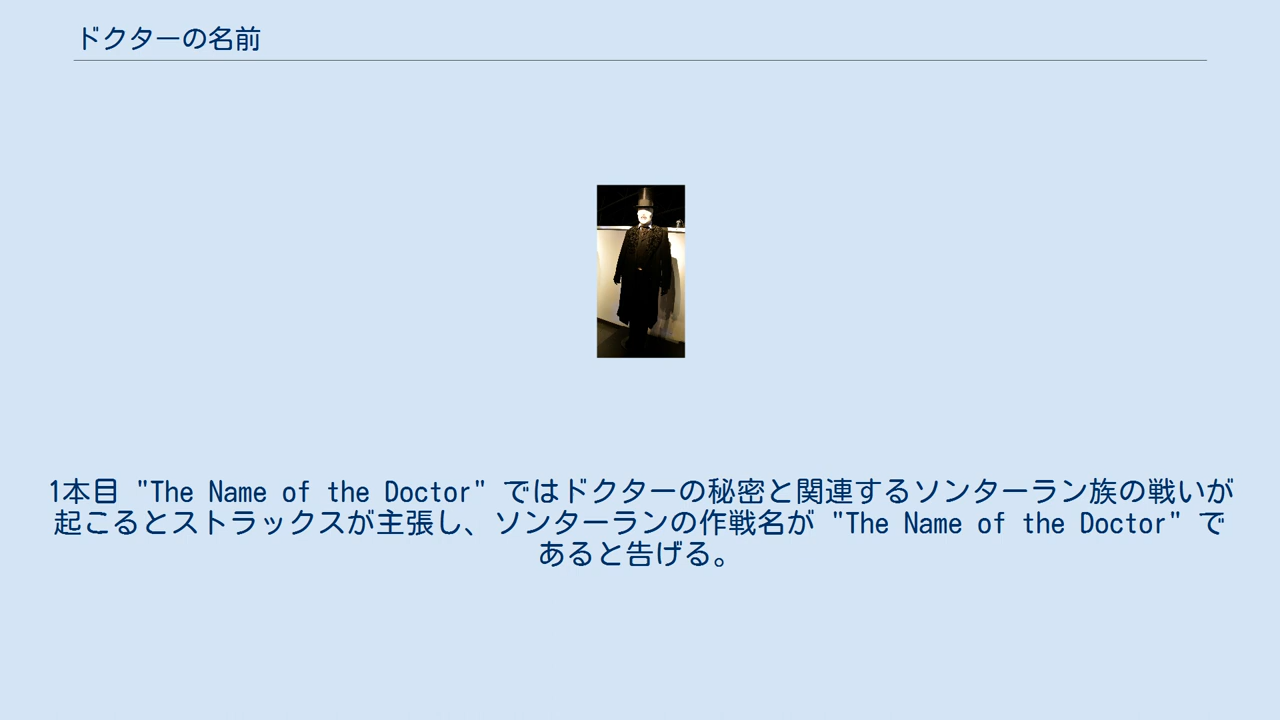 ドクターの名前
1本目 "The Name of the Doctor" ではドクターの秘密と関連するソンターラン族の戦いが
起こるとストラックスが主張し、ソンターランの作戦名が "The Name of the Doctor" で
あると告げる。